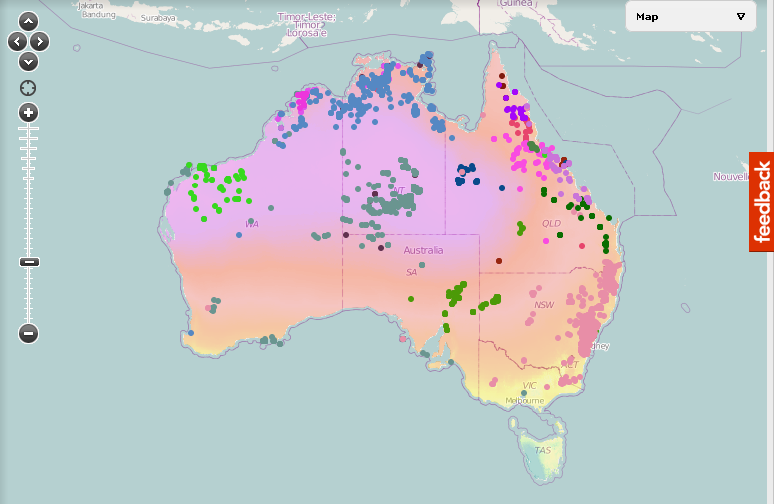 Jakarta
Bandung
Surabaya
Timor-Leste;
Timor
Lorosa'e
Guinea
Map
feedback
Nouvelle
NT
WA
Australia
QLD
SA
NSW
ACT
VIC
Melbourne
TAS